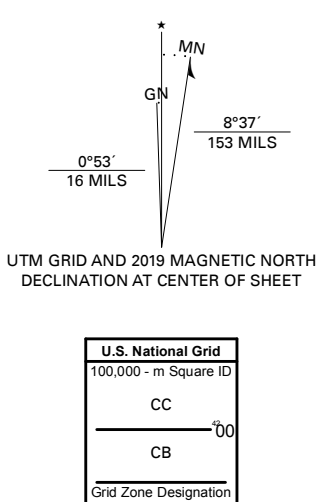 ★
MN
GN
8°37´
153 MILS
0°53´
16 MILS
UTM GRID AND 2019 MAGNETIC NORTH
DECLINATION AT CENTER OF SHEET
U.S. National Grid
100,000 - m Square ID
CC
⁴²00
CB
Grid Zone Designation